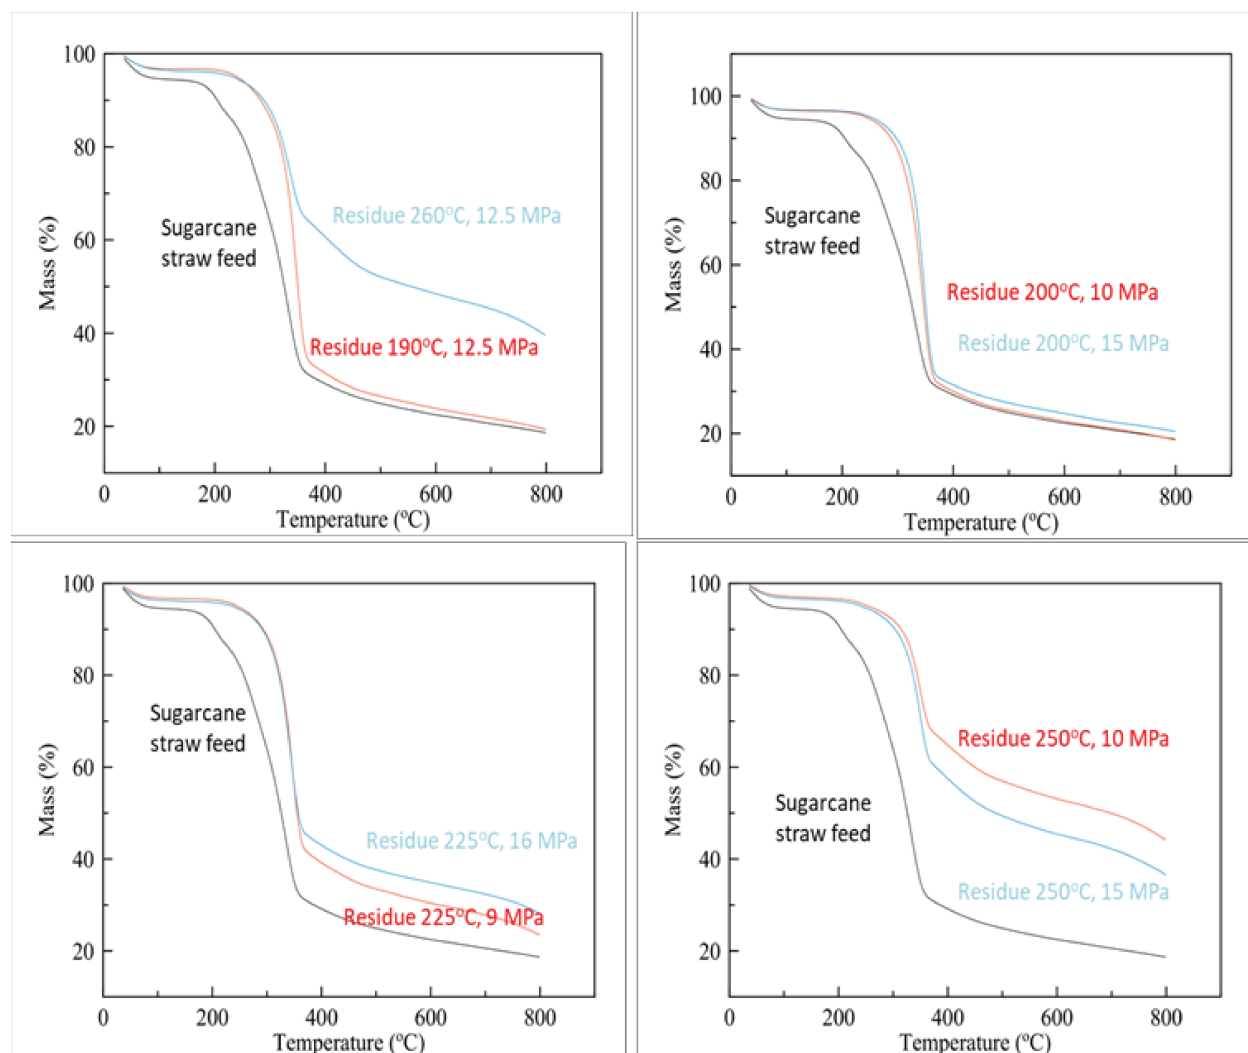 100
80
60
40
20
Mass (%)
Residue 260°C, 12.5 MPa
Sugarcane
straw feed
Residue 190°C, 12.5 MPa
0
200
400
600
800
Temperature (ºC)
100
80
60
40
20
Mass (%)
Sugarcane
straw feed
Residue 200°C, 10 MPa
Residue 200°C, 15 MPa
0
200
400
600
800
Temperature (ºC)
100
80
60
40
20
Mass (%)
Sugarcane
straw feed
Residue 225°C, 16 MPa
Residue 225°C, 9 MPa
0
200
400
600
800
Temperature (ºC)
100
80
60
40
20
Mass (%)
Residue 250°C, 10 MPa
Sugarcane
straw feed
Residue 250°C, 15 MPa
0
200
400
600
800
Temperature (ºC)